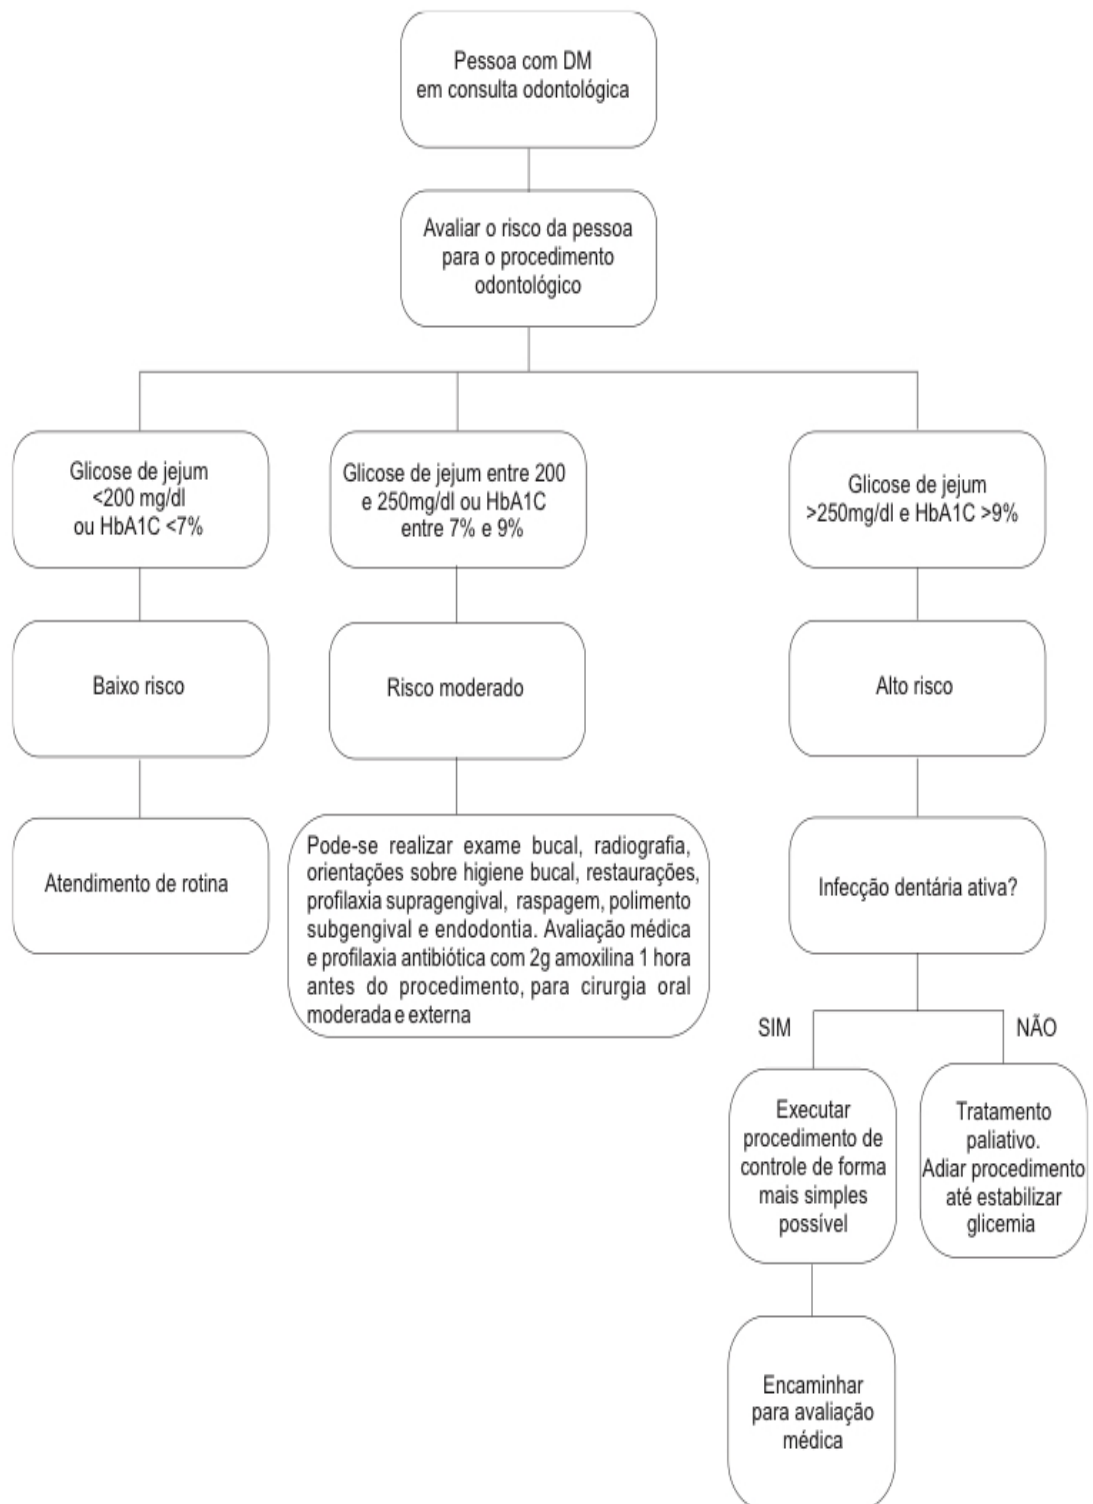 Pessoa com DM
em consulta odontológica
Avaliar o risco da pessoa
para o procedimento
odontológico
Glicose de jejum
<200 mg/dl
ou HbA1C <7%
Glicose de jejum entre 200
e 250mg/dl ou HbA1C
entre 7% e 9%
Glicose de jejum
>250mg/dl e HbA1C >9%
Baixo risco
Risco moderado
Alto risco
Atendimento de rotina
Pode-se realizar exame bucal, radiografia,
orientações sobre higiene bucal, restaurações,
profilaxia supragengival, raspagem, polimento
subgengival e endodontia. Avaliação médica
e profilaxia antibiótica com 2g amoxilina 1 hora
antes do procedimento, para cirurgia oral
moderada e externa
Infecção dentária ativa?
SIM
NÃO
Executar
procedimento de
controle de forma
mais simples
possível
Tratamento
paliativo.
Adiar procedimento
até estabilizar
glicemia
Encaminhar
para avaliação
médica